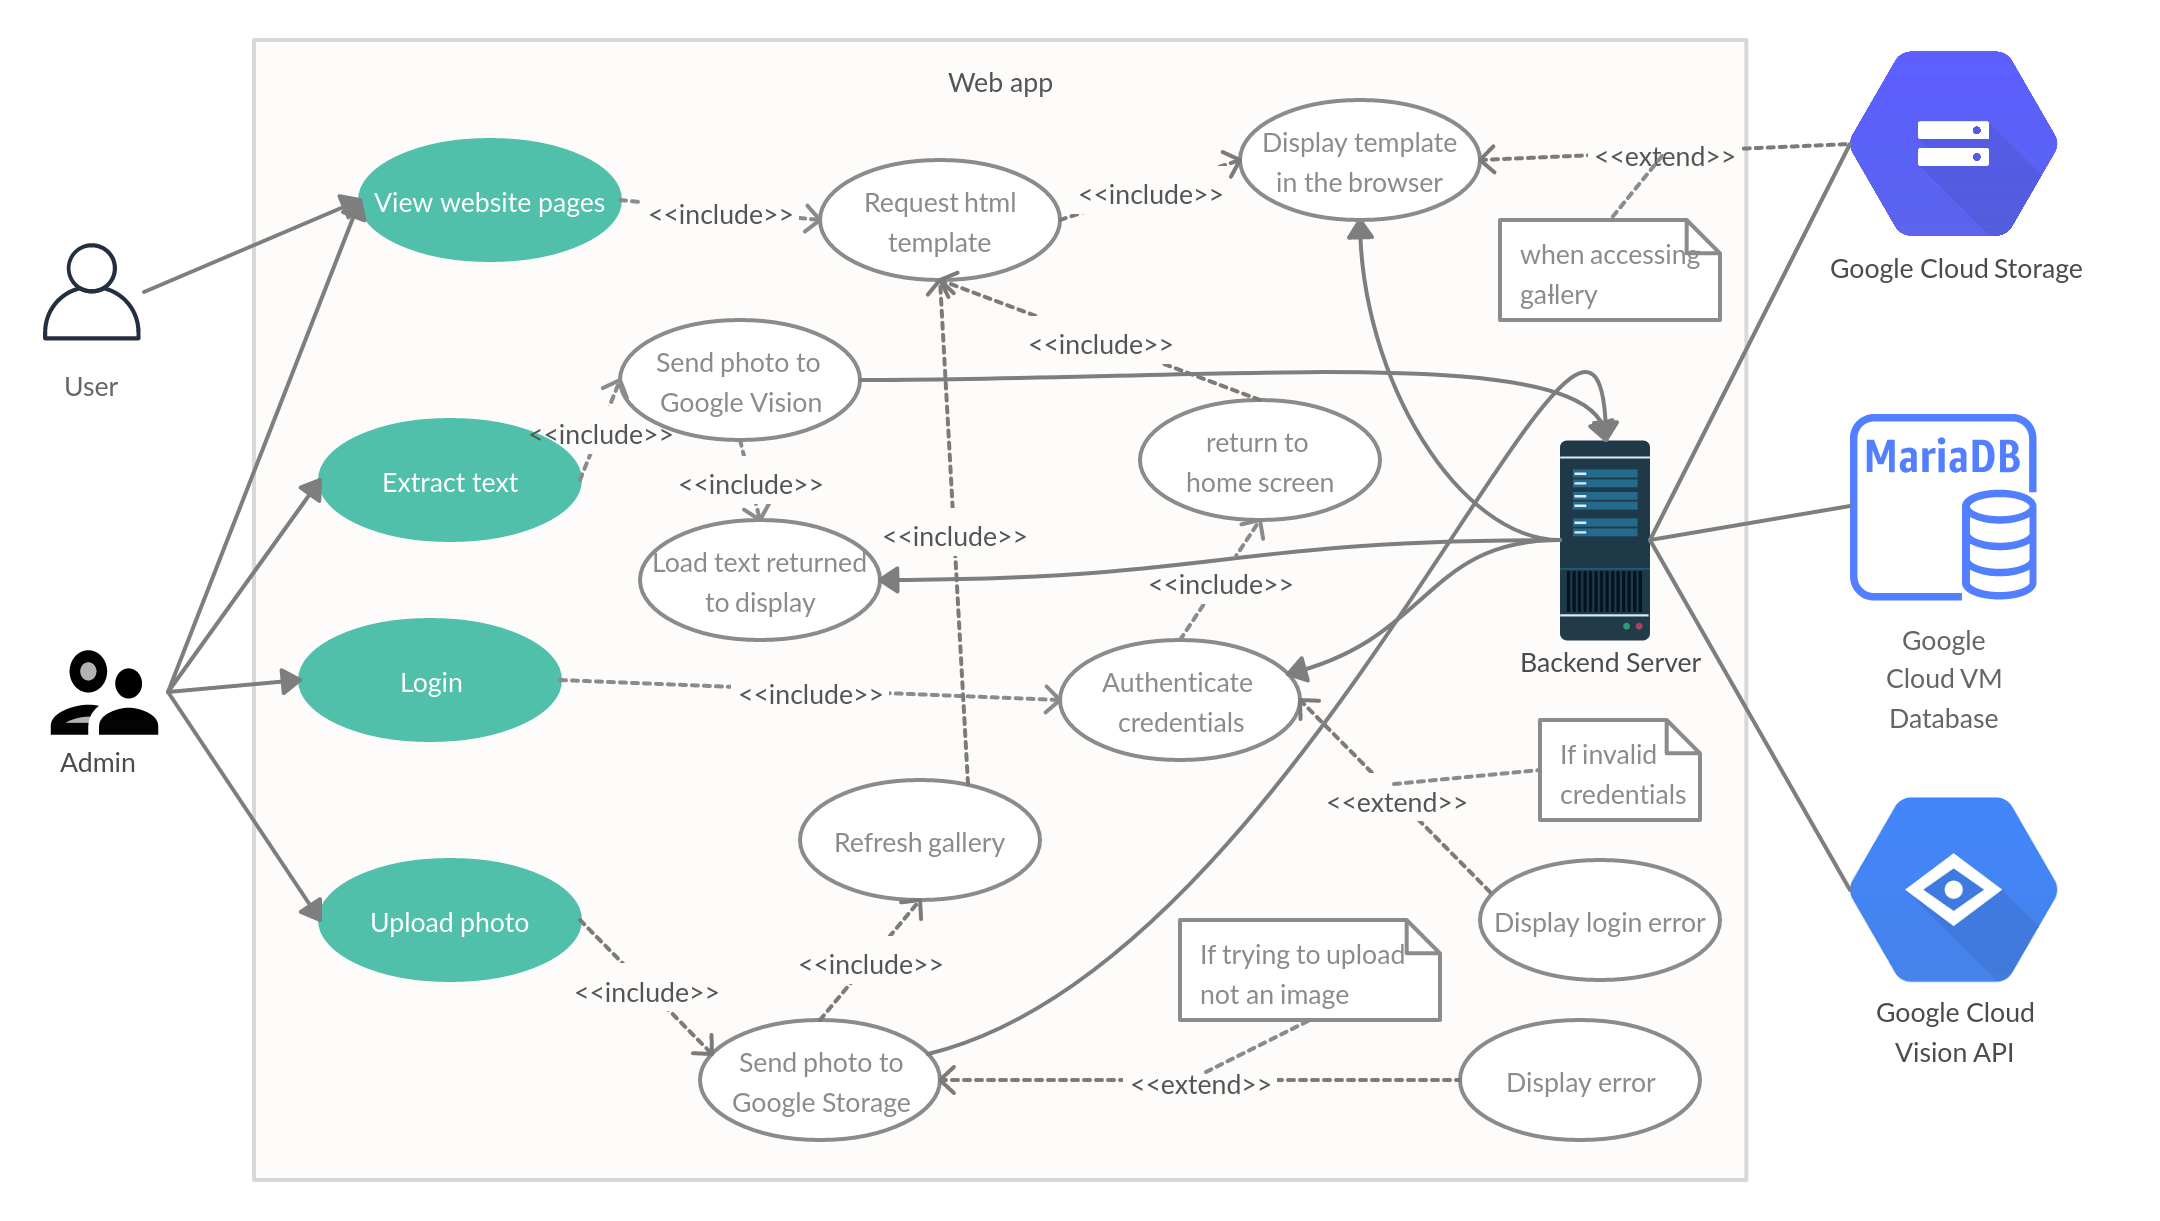 Web app
View website pages
<<include>>
Request html
template
<<include>>
Display template
in the browser
<<extend>>
when accessing
gallery
Google Cloud Storage
User
Send photo to
Google Vision
<<include>>
Extract text
<<include>>
<<include>>
return to
home screen
MariaDB
Load text returned
to display
<<include>>
<<include>>
Google
Cloud VM
Database
Backend Server
Admin
Login
<<include>>
Authenticate
credentials
If invalid
credentials
<<extend>>
Refresh gallery
Display login error
Upload photo
<<include>>
<<include>>
If trying to upload
not an image
Send photo to
Google Storage
<<extend>>
Display error
Google Cloud
Vision API